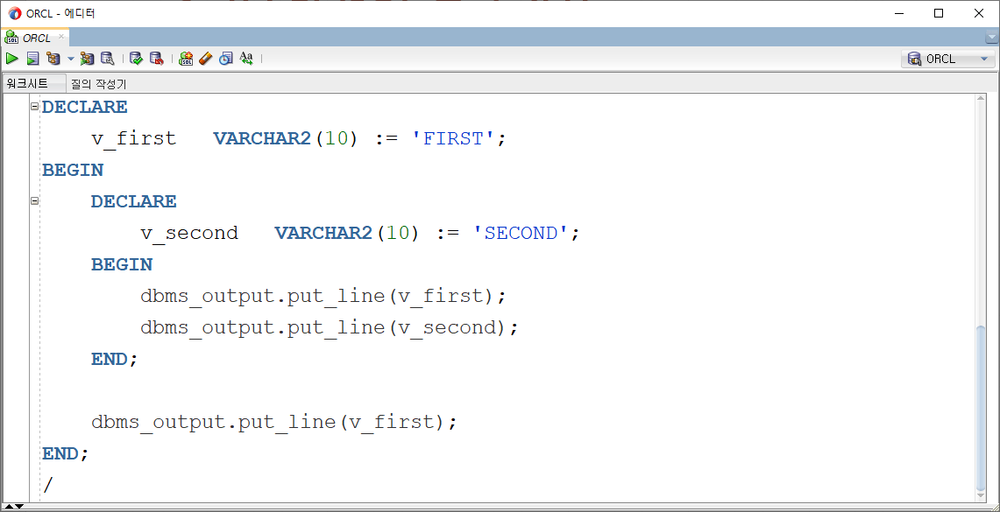 ORCL - 에디터
ORCL
ORCL
워크시트 질의 작성기
DECLARE
v_first VARCHAR2(10) := 'FIRST';
BEGIN
DECLARE
v_second VARCHAR2(10) := 'SECOND';
BEGIN
dbms_output.put_line(v_first);
dbms_output.put_line(v_second);
END;
dbms_output.put_line(v_first);
END;
/